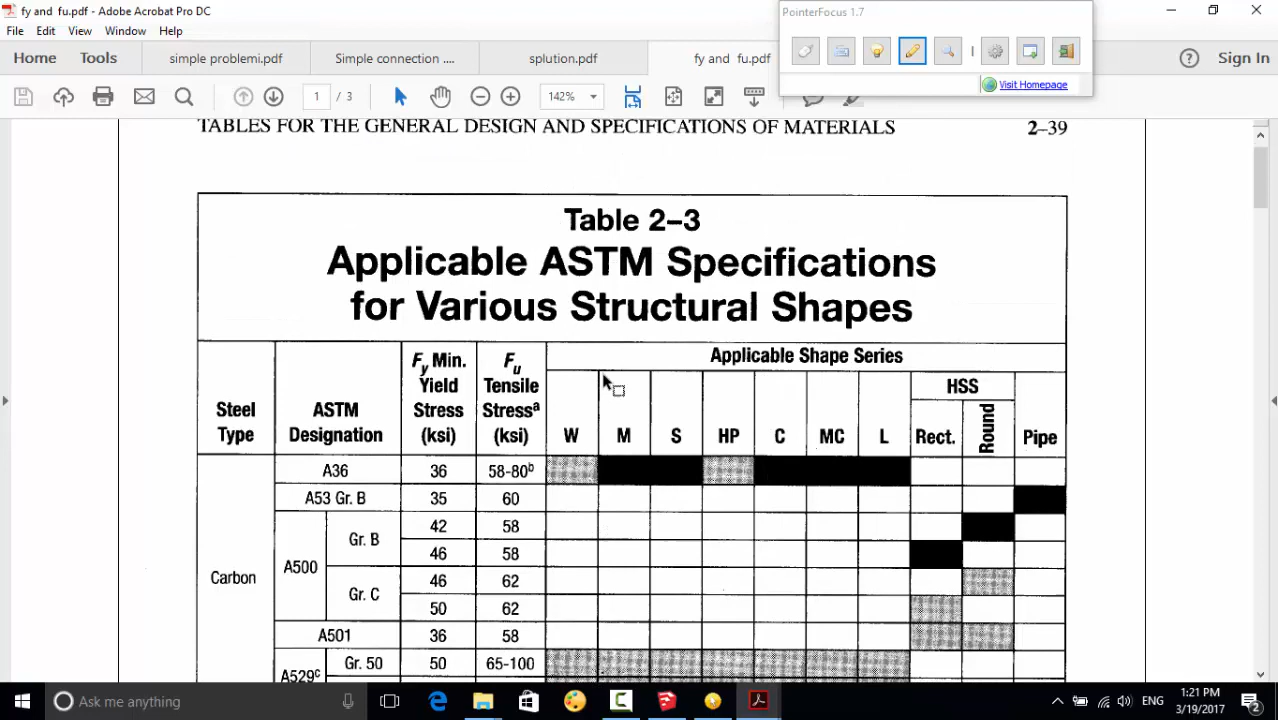 fy and fu.pdf - Adobe Acrobat Pro DC
PointerFocus 1.7
File Edit View Window Help
Home Tools simple problemi.pdf Simple connection .... splution.pdf fy and fu.pdf Sign In
Visit Homepage
1 / 3 142%
TABLES FOR THE GENERAL DESIGN AND SPECIFICATIONS OF MATERIALS 2–39
Table 2–3
Applicable ASTM Specifications
for Various Structural Shapes
Steel Type ASTM Designation Fy Min. Yield Stress (ksi) Fu Tensile Stressa (ksi) Applicable Shape Series
W M S HP C MC L HSS Rect. Round Pipe
Carbon
A36 36 58-80b
A53 Gr. B 35 60
A500 Gr. B 42 58
46 58
Gr. C 46 62
50 62
A501 36 58
A529c Gr. 50 50 65-100
Ask me anything
ENG
1:21 PM
3/19/2017
2